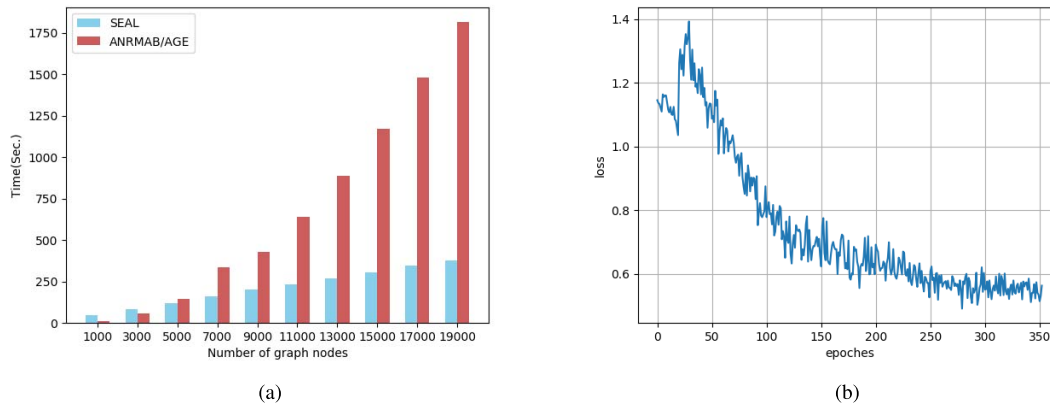 SEAL
ANRMAB/AGE
Time(Sec.)
1750
1500
1250
1000
750
500
250
0
1000 3000 5000 7000 9000 11000 13000 15000 17000 19000
Number of graph nodes
(a)
loss
1.4
1.2
1.0
0.8
0.6
0 50 100 150 200 250 300 350
epoches
(b)